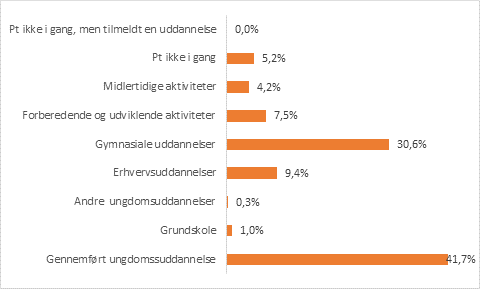 Pt ikke i gang, men tilmeldt en uddannelse 0,0%
Pt ikke i gang 5,2%
Midlertidige aktiviteter 4,2%
Forberedende og udviklende aktiviteter 7,5%
Gymnasiale uddannelser 30,6%
Erhvervsuddannelser 9,4%
Andre ungdomsuddannelser 0,3%
Grundskole 1,0%
Gennemført ungdomssuddannelse 41,7%